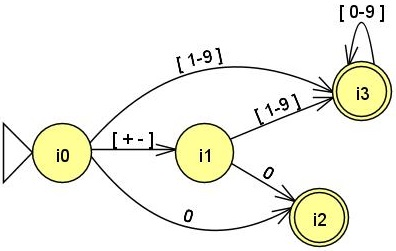 [ 0-9]
[ 1-9]
i3
[ + - ]
[1-9]
i0
i1
0
0
i2